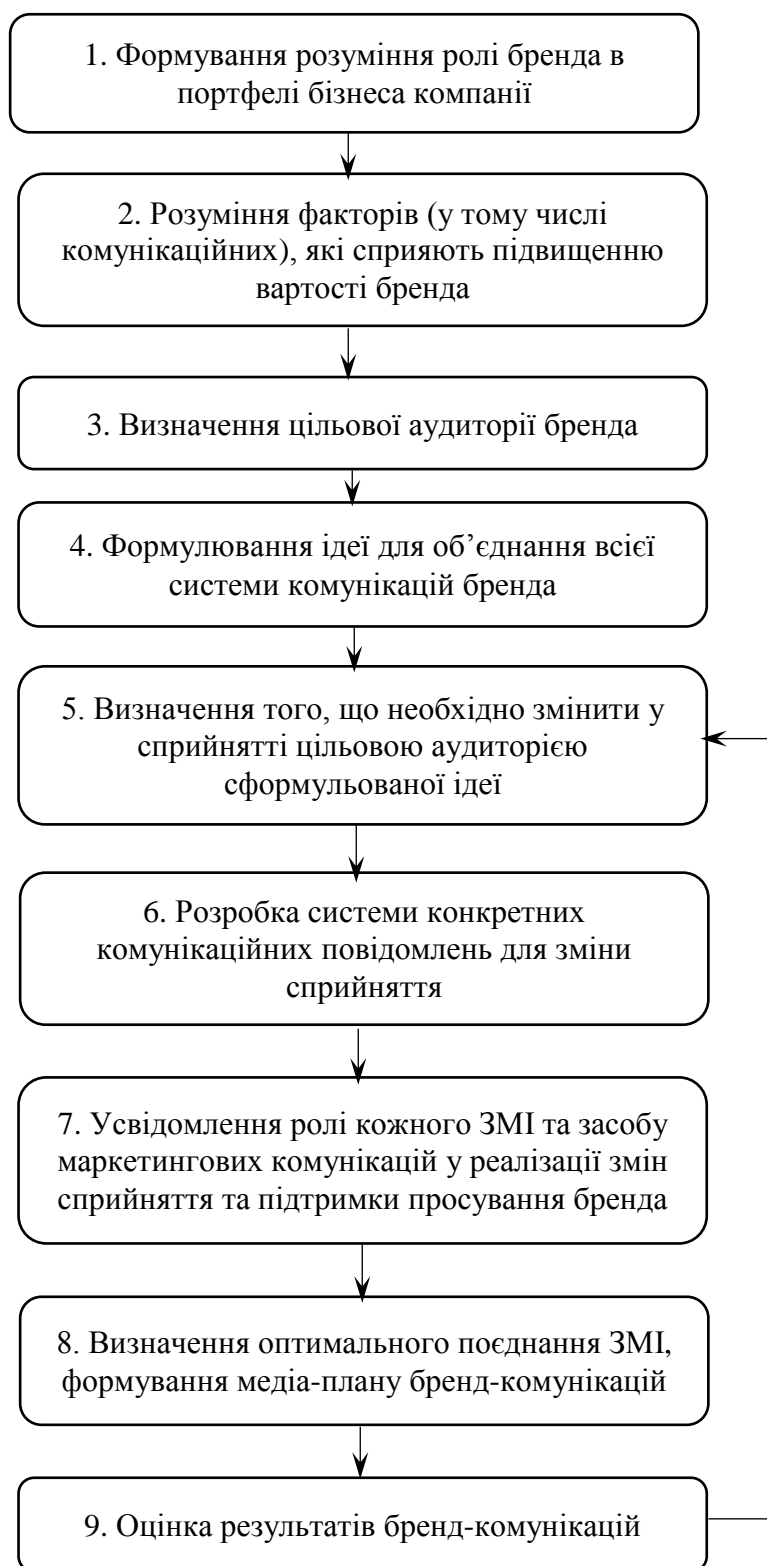 1. Формування розуміння ролі бренда в
портфелі бізнеса компанії
2. Розуміння факторів (у тому числі
комунікаційних), які сприяють підвищенню
вартості бренда
3. Визначення цільової аудиторії бренда
4. Формулювання ідеї для об’єднання всієї
системи комунікацій бренда
5. Визначення того, що необхідно змінити у
сприйнятті цільовою аудиторією
сформульованої ідеї
6. Розробка системи конкретних
комунікаційних повідомлень для зміни
сприйняття
7. Усвідомлення ролі кожного ЗМІ та засобу
маркетингових комунікацій у реалізації змін
сприйняття та підтримки просування бренда
8. Визначення оптимального поєднання ЗМІ,
формування медіа-плану бренд-комунікацій
9. Оцінка результатів бренд-комунікацій